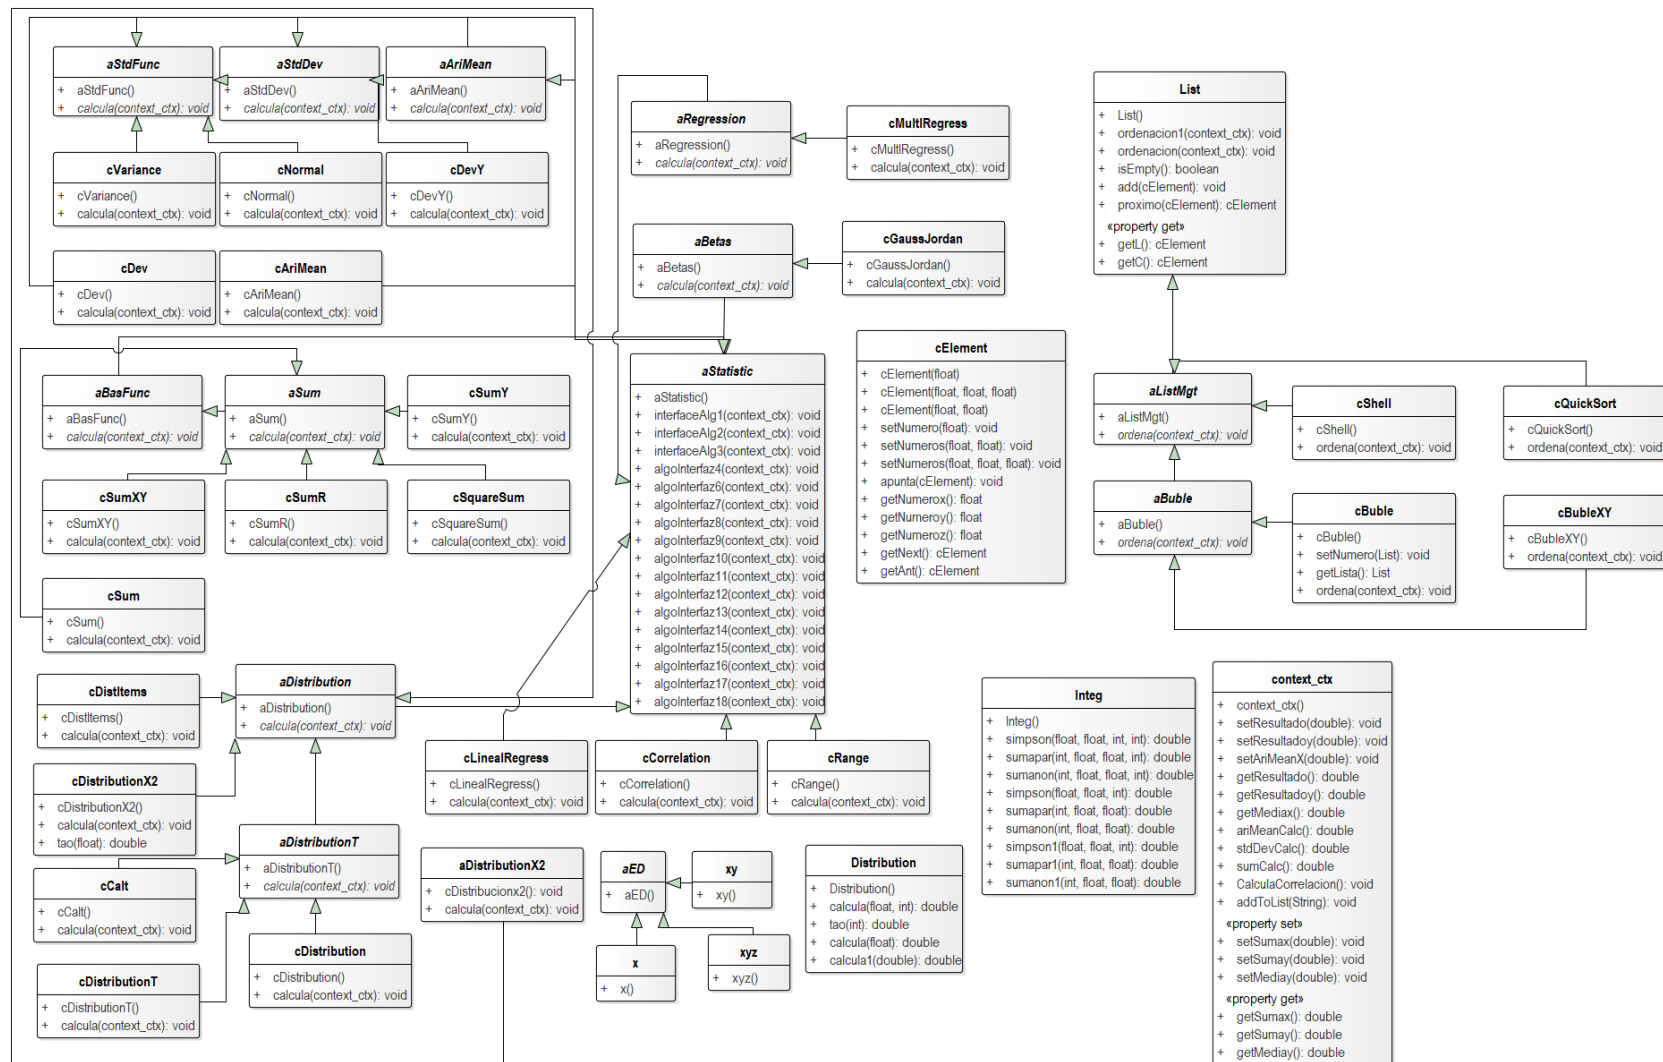 aStdFunc
+ aStdFunc()
+ calcula(context_ctx): void
aStdDev
+ aStdDev()
+ calcula(context_ctx): void
aAriMean
+ aAriMean()
+ calcula(context_ctx): void
cVariance
+ cVariance()
+ calcula(context_ctx): void
cNormal
+ cNormal()
+ calcula(context_ctx): void
cDevY
+ cDevY()
+ calcula(context_ctx): void
cDev
+ cDev()
+ calcula(context_ctx): void
cAriMean
+ cAriMean()
+ calcula(context_ctx): void
aRegression
+ aRegression()
+ calcula(context_ctx): void
cMultIRegress
+ cMultIRegress()
+ calcula(context_ctx): void
aBetas
+ aBetas()
+ calcula(context_ctx): void
cGaussJordan
+ cGaussJordan()
+ calcula(context_ctx): void
List
+ List()
+ ordenacion1(context_ctx): void
+ ordenacion(context_ctx): void
+ isEmpty(): boolean
+ add(cElement): void
+ proximo(cElement): cElement
«property get»
+ getL(): cElement
+ getC(): cElement
aBasFunc
+ aBasFunc()
+ calcula(context_ctx): void
aSum
+ aSum()
+ calcula(context_ctx): void
cSumY
+ cSumY()
+ calcula(context_ctx): void
cSumXY
+ cSumXY()
+ calcula(context_ctx): void
cSumR
+ cSumR()
+ calcula(context_ctx): void
cSquareSum
+ cSquareSum()
+ calcula(context_ctx): void
cSum
+ cSum()
+ calcula(context_ctx): void
aStatistic
+ aStatistic()
+ interfaceAlg1(context_ctx): void
+ interfaceAlg2(context_ctx): void
+ interfaceAlg3(context_ctx): void
+ algoInterfaz4(context_ctx): void
+ algoInterfaz6(context_ctx): void
+ algoInterfaz7(context_ctx): void
+ algoInterfaz8(context_ctx): void
+ algoInterfaz9(context_ctx): void
+ algoInterfaz10(context_ctx): void
+ algoInterfaz11(context_ctx): void
+ algoInterfaz12(context_ctx): void
+ algoInterfaz13(context_ctx): void
+ algoInterfaz14(context_ctx): void
+ algoInterfaz15(context_ctx): void
+ algoInterfaz16(context_ctx): void
+ algoInterfaz17(context_ctx): void
+ algoInterfaz18(context_ctx): void
cElement
+ cElement(float)
+ cElement(float, float, float)
+ cElement(float, float)
+ setNumero(float): void
+ setNumeros(float, float): void
+ setNumeros(float, float, float): void
+ apunta(cElement): void
+ getNumerox(): float
+ getNumeroy(): float
+ getNumeroz(): float
+ getNext(): cElement
+ getAnt(): cElement
aListMgt
+ aListMgt()
+ ordena(context_ctx): void
cShell
+ cShell()
+ ordena(context_ctx): void
cQuickSort
+ cQuickSort()
+ ordena(context_ctx): void
aBuble
+ aBuble()
+ ordena(context_ctx): void
cBuble
+ cBuble()
+ setNumero(List): void
+ getLista(): List
+ ordena(context_ctx): void
cBubleXY
+ cBubleXY()
+ ordena(context_ctx): void
cDistItems
+ cDistItems()
+ calcula(context_ctx): void
aDistribution
+ aDistribution()
+ calcula(context_ctx): void
cDistributionX2
+ cDistributionX2()
+ calcula(context_ctx): void
+ tao(float): double
aDistributionT
+ aDistributionT()
+ calcula(context_ctx): void
cCalt
+ cCalt()
+ calcula(context_ctx): void
cDistribution
+ cDistribution()
+ calcula(context_ctx): void
cDistributionT
+ cDistributionT()
+ calcula(context_ctx): void
cLinealRegress
+ cLinealRegress()
+ calcula(context_ctx): void
cCorrelation
+ cCorrelation()
+ calcula(context_ctx): void
cRange
+ cRange()
+ calcula(context_ctx): void
aDistributionX2
+ cDistribucionx2(): void
+ calcula(context_ctx): void
aED
+ aED()
xy
+ xy()
x
+ x()
xyz
+ xyz()
Distribution
+ Distribution()
+ calcula(float, int): double
+ tao(int): double
+ calcula(float): double
+ calcula1(double): double
Integ
+ Integ()
+ simpson(float, float, int, int): double
+ sumapar(int, float, float, int): double
+ sumanon(int, float, float, int): double
+ simpson(float, float, int): double
+ sumapar(int, float, float): double
+ sumanon(int, float, float): double
+ simpson1(float, float, int): double
+ sumapar1(int, float, float): double
+ sumanon1(int, float, float): double
context_ctx
+ context_ctx()
+ setResultado(double): void
+ setResultadoy(double): void
+ setAriMeanX(double): void
+ getResultado(): double
+ getResultadoy(): double
+ getMediax(): double
+ ariMeanCalc(): double
+ stdDevCalc(): double
+ sumCalc(): double
+ CalculaCorrelacion(): void
+ addToList(String): void
«property set»
+ setSumax(double): void
+ setSumay(double): void
+ setMediay(double): void
«property get»
+ getSumax(): double
+ getSumay(): double
+ getMediay(): double